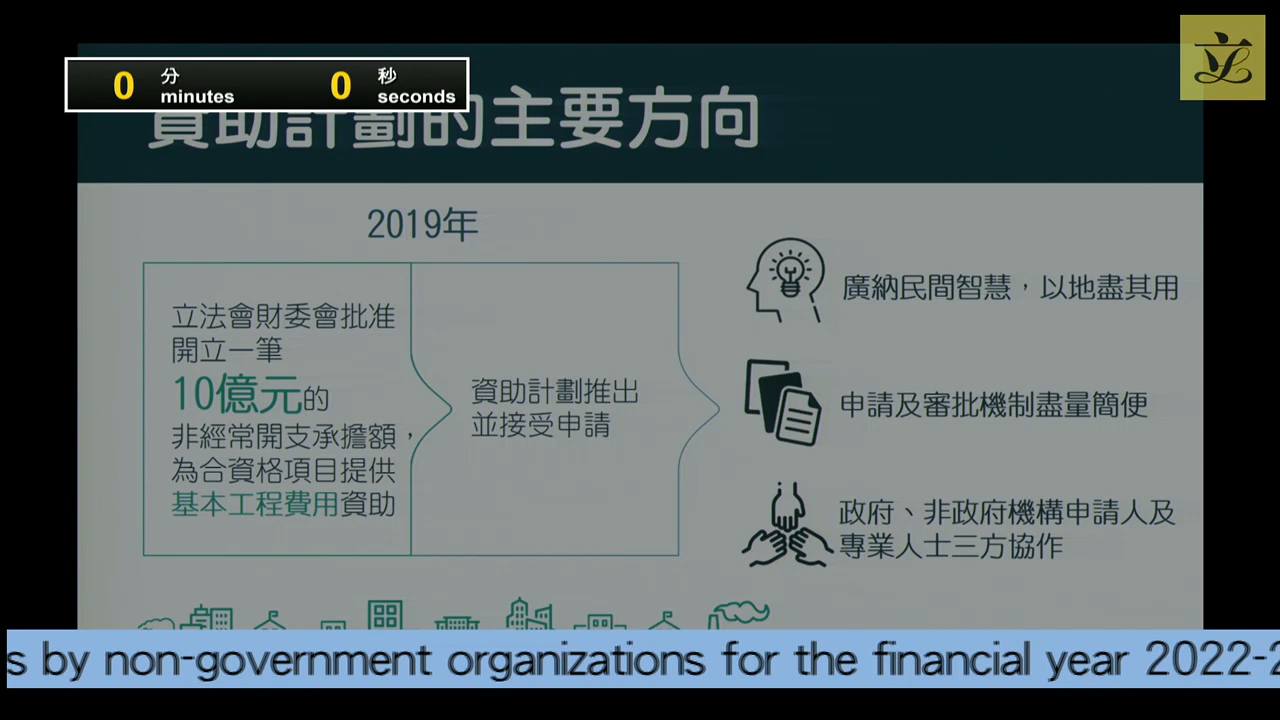 0 分 minutes 0 秒 seconds
資助計劃的主要方向
2019年
立法會財委會批准
開立一筆
10億元的
非經常開支承擔額，
為合資格項目提供
基本工程費用資助
資助計劃推出
並接受申請
廣納民間智慧，以地盡其用
申請及審批機制盡量簡便
政府、非政府機構申請人及
專業人士三方協作
s by non-government organizations for the financial year 2022-2